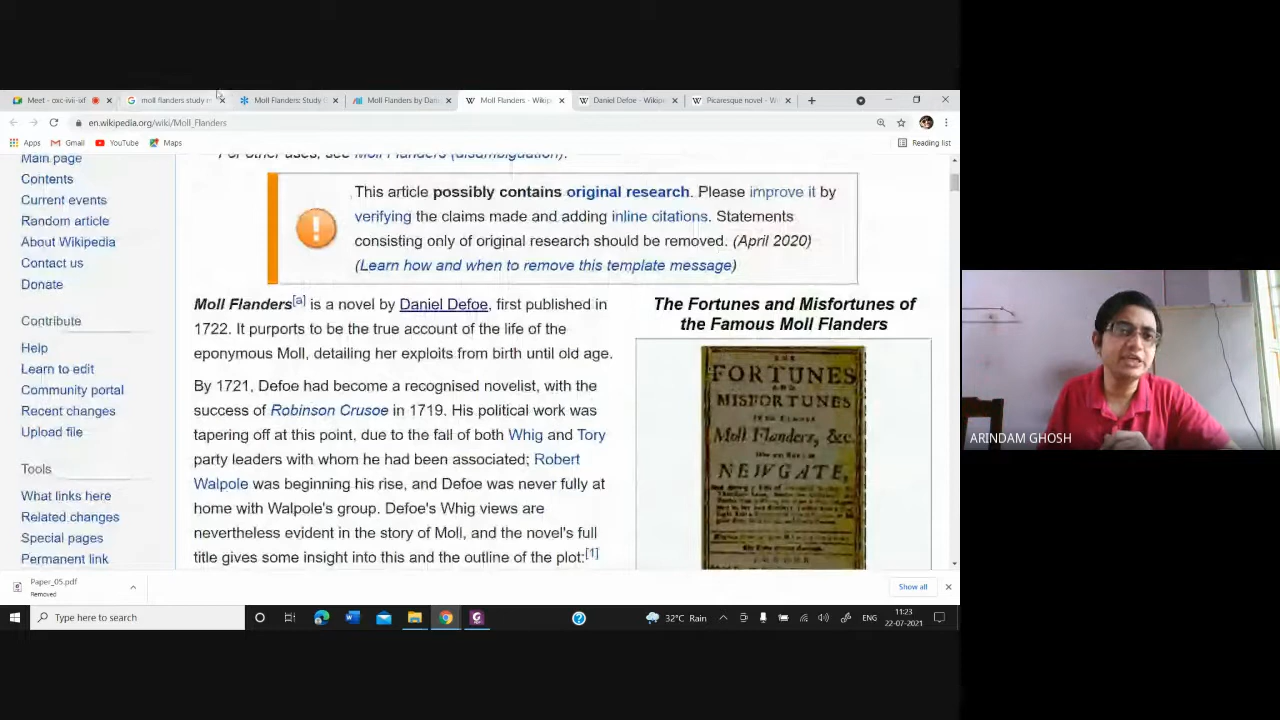 Meet - oxc-ivii-ixf
moll flanders study
Moll Flanders: Study
Moll Flanders by Dani
Moll Flanders - Wikip
Daniel Defoe - Wikipe
Picaresque novel - Wi
en.wikipedia.org/wiki/Moll_Flanders
Apps Gmail YouTube Maps Reading list
For other uses, see Moll Flanders (disambiguation).
Main page
Contents
Current events
Random article
About Wikipedia
Contact us
Donate
Contribute
Help
Learn to edit
Community portal
Recent changes
Upload file
Tools
What links here
Related changes
Special pages
Permanent link
This article possibly contains original research. Please improve it by
verifying the claims made and adding inline citations. Statements
consisting only of original research should be removed. (April 2020)
(Learn how and when to remove this template message)
Moll Flanders[a] is a novel by Daniel Defoe, first published in
1722. It purports to be the true account of the life of the
eponymous Moll, detailing her exploits from birth until old age.
By 1721, Defoe had become a recognised novelist, with the
success of Robinson Crusoe in 1719. His political work was
tapering off at this point, due to the fall of both Whig and Tory
party leaders with whom he had been associated; Robert
Walpole was beginning his rise, and Defoe was never fully at
home with Walpole's group. Defoe's Whig views are
nevertheless evident in the story of Moll, and the novel's full
title gives some insight into this and the outline of the plot:[1]
The Fortunes and Misfortunes of
the Famous Moll Flanders
THE
FORTUNES
AND
MISFORTUNES
Moll Flanders, &c.
NEWGATE,
Paper_05.pdf
Removed
Show all
Type here to search
32°C Rain
ENG
11:23
22-07-2021
ARINDAM GHOSH